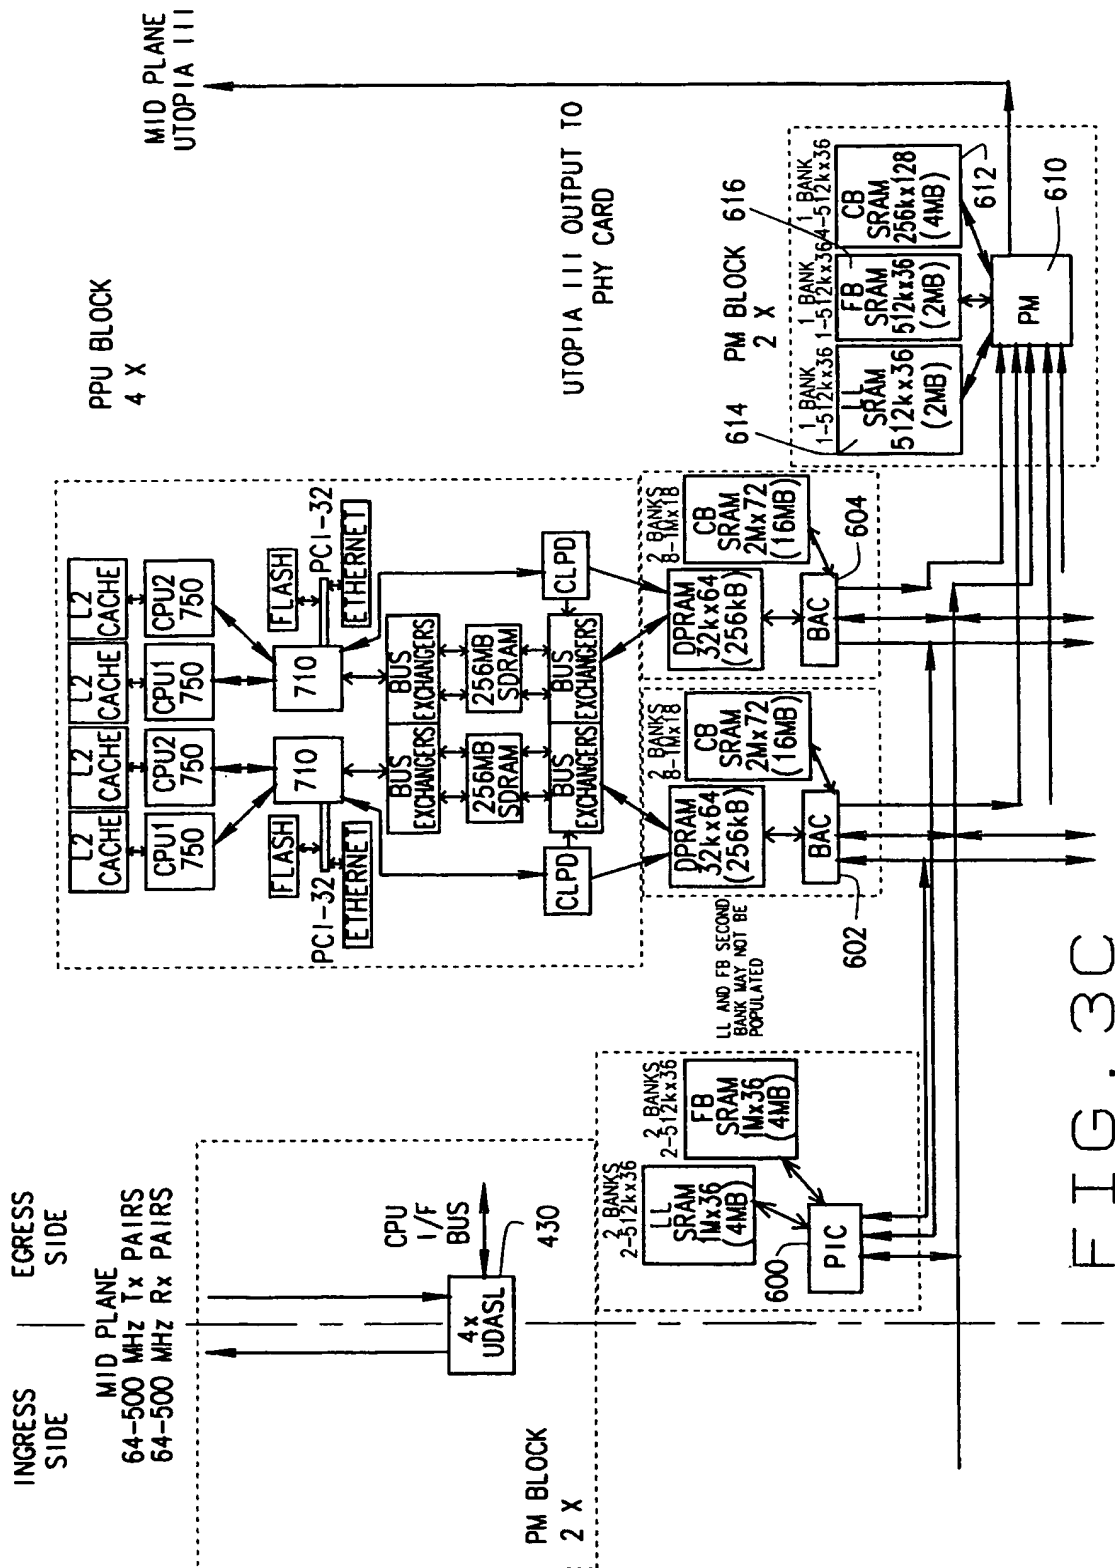 INGRESS
SIDE
EGRESS
SIDE
MID PLANE
64-500 MHz Tx PAIRS
64-500 MHz Rx PAIRS
PM BLOCK
2 X
4x
UDASL
CPU
I/F
BUS
430
2 BANKS
2-512kx36
LL
SRAM
1Mx36
(4MB)
2 BANKS
2-512kx36
FB
SRAM
1Mx36
(4MB)
600
PIC
LL AND FB SECOND
BANK MAY NOT BE
POPULATED
L2
CACHE
L2
CACHE
L2
CACHE
L2
CACHE
CPU1
750
CPU2
750
CPU1
750
CPU2
750
710
710
FLASH
PCI-32
ETHERNET
FLASH
PCI-32
ETHERNET
BUS
EXCHANGERS
BUS
EXCHANGERS
256MB
SDRAM
256MB
SDRAM
CLPD
BUS
EXCHANGERS
BUS
EXCHANGERS
CLPD
DPRAM
32kx64
(256kB)
2 BANKS
8-1Mx18
CB
SRAM
2Mx72
(16MB)
BAC
602
DPRAM
32kx64
(256kB)
2 BANKS
8-1Mx18
CB
SRAM
2Mx72
(16MB)
BAC
604
PPU BLOCK
4 X
MID PLANE
UTOPIA III
UTOPIA III OUTPUT TO
PHY CARD
PM BLOCK
2 X
614
616
1 BANK
1-512kx36
LL
SRAM
512kx36
(2MB)
1 BANK
1-512kx36
FB
SRAM
512kx36
(2MB)
1 BANK
4-512kx36
CB
SRAM
256kx128
(4MB)
612
PM
610
FIG. 3C